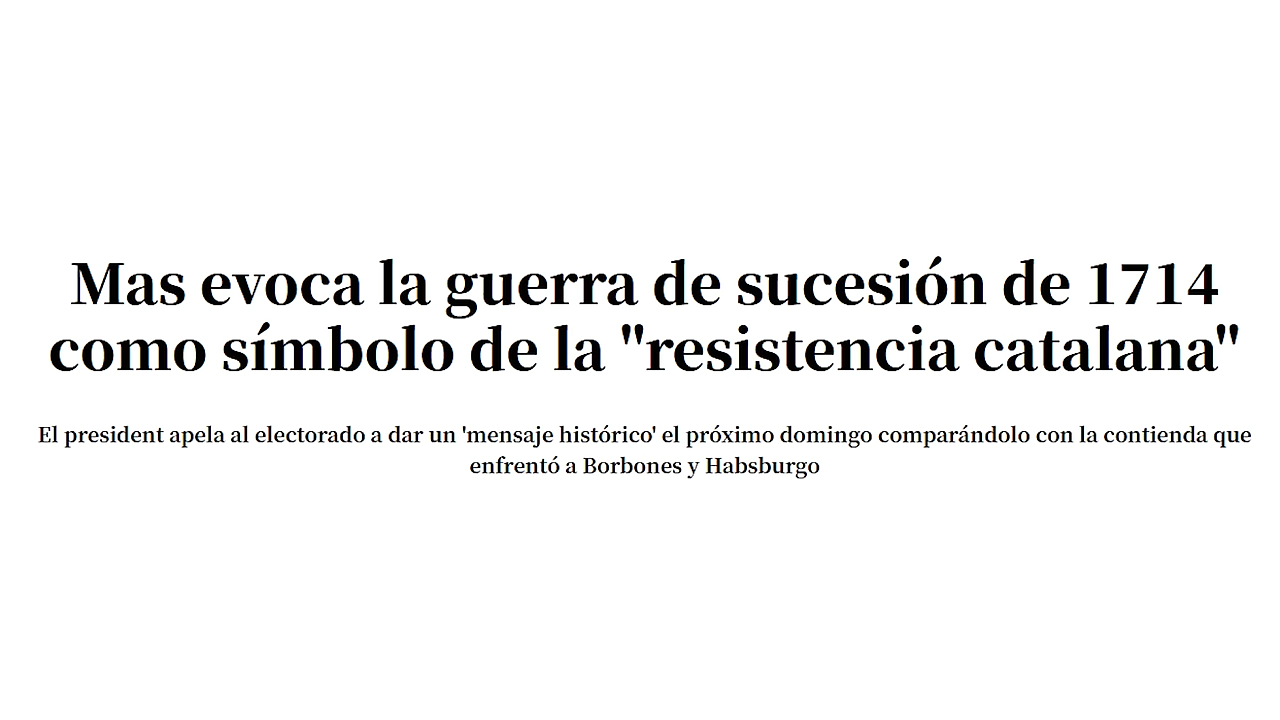 Mas evoca la guerra de sucesión de 1714
como símbolo de la "resistencia catalana"
El president apela al electorado a dar un 'mensaje histórico' el próximo domingo comparándolo con la contienda que
enfrentó a Borbones y Habsburgo